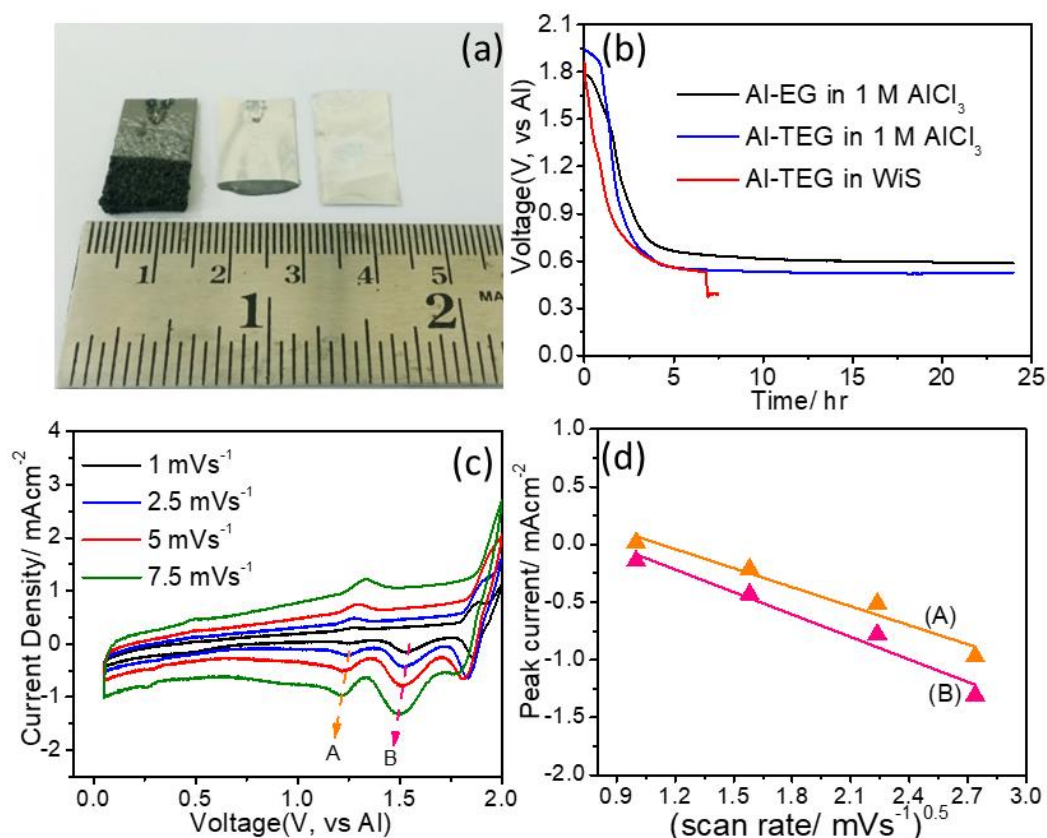 (a)
1 2 3 4 5
1 2 MA
(b)
2.1
1.8
1.5
1.2
0.9
0.6
0.3
0.0
Voltage(V, vs Al)
Al-EG in 1 M AlCl₃
Al-TEG in 1 M AlCl₃
Al-TEG in WiS
0 5 10 15 20 25
Time/ hr
(c)
4
3
2
1
0
-1
-2
Current Density/ mAcm⁻²
1 mVs⁻¹
2.5 mVs⁻¹
5 mVs⁻¹
7.5 mVs⁻¹
A B
0.0 0.5 1.0 1.5 2.0
Voltage(V, vs Al)
(d)
1.0
0.5
0.0
-0.5
-1.0
-1.5
-2.0
Peak current/ mAcm⁻²
(A)
(B)
0.9 1.2 1.5 1.8 2.1 2.4 2.7 3.0
(scan rate/ mVs⁻¹)⁰·⁵